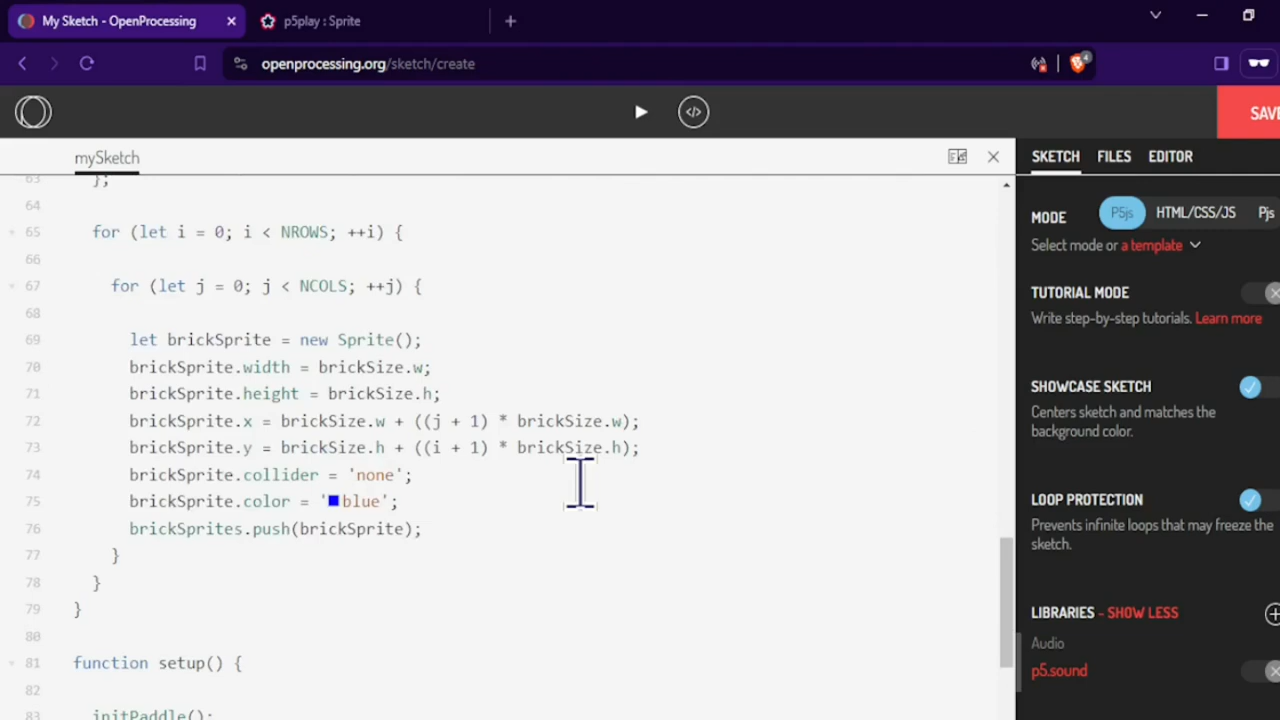 My Sketch - OpenProcessing
p5play : Sprite
openprocessing.org/sketch/create
4
</>
SAVE
mySketch
SKETCH FILES EDITOR
63 };
64
65 for (let i = 0; i < NROWS; ++i) {
66
67 for (let j = 0; j < NCOLS; ++j) {
68
69 let brickSprite = new Sprite();
70 brickSprite.width = brickSize.w;
71 brickSprite.height = brickSize.h;
72 brickSprite.x = brickSize.w + ((j + 1) * brickSize.w);
73 brickSprite.y = brickSize.h + ((i + 1) * brickSize.h);
74 brickSprite.collider = 'none';
75 brickSprite.color = 'blue';
76 brickSprites.push(brickSprite);
77 }
78 }
79 }
80
81 function setup() {
82
83 initPaddle();
MODE P5js HTML/CSS/JS Pjs
Select mode or a template
TUTORIAL MODE
Write step-by-step tutorials. Learn more
SHOWCASE SKETCH
Centers sketch and matches the
background color.
LOOP PROTECTION
Prevents infinite loops that may freeze the
sketch.
LIBRARIES - SHOW LESS
Audio
p5.sound